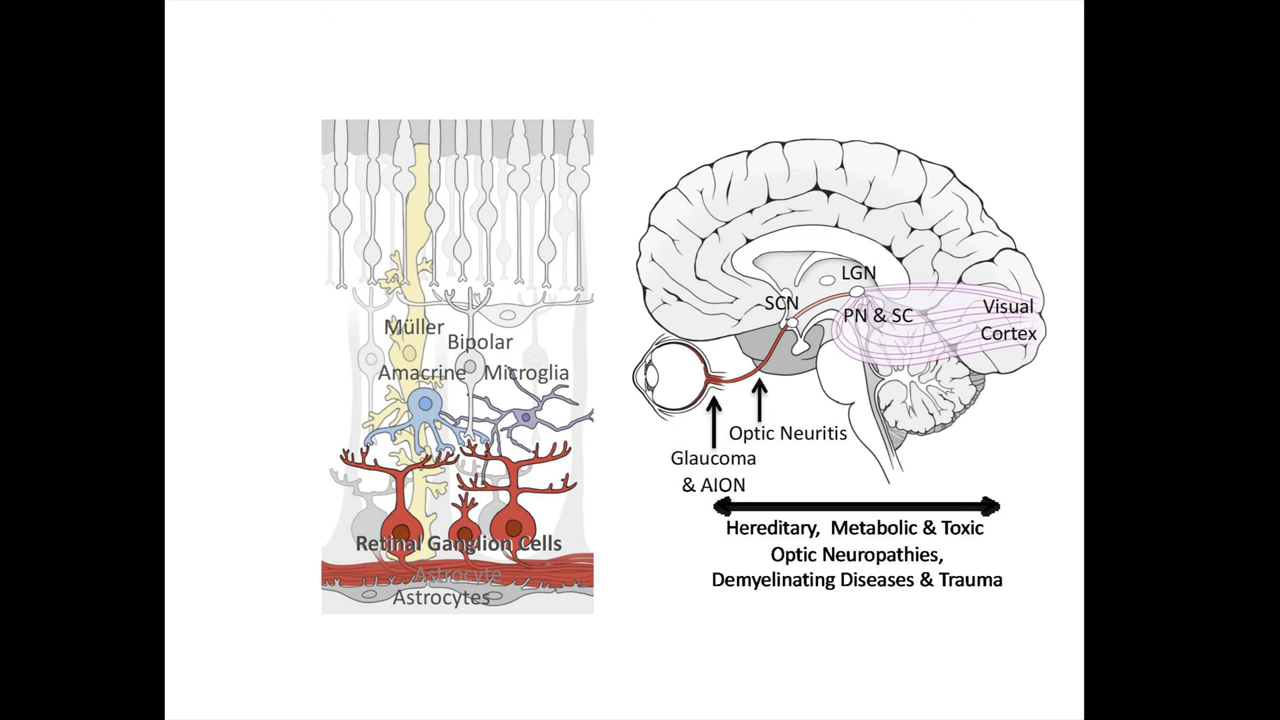 Müller
Bipolar
Amacrine
Microglia
Retinal Ganglion Cells
Astrocyte
Astrocytes
LGN
SCN
PN & SC
Visual
Cortex
Optic Neuritis
Glaucoma
& AION
Hereditary, Metabolic & Toxic
Optic Neuropathies,
Demyelinating Diseases & Trauma